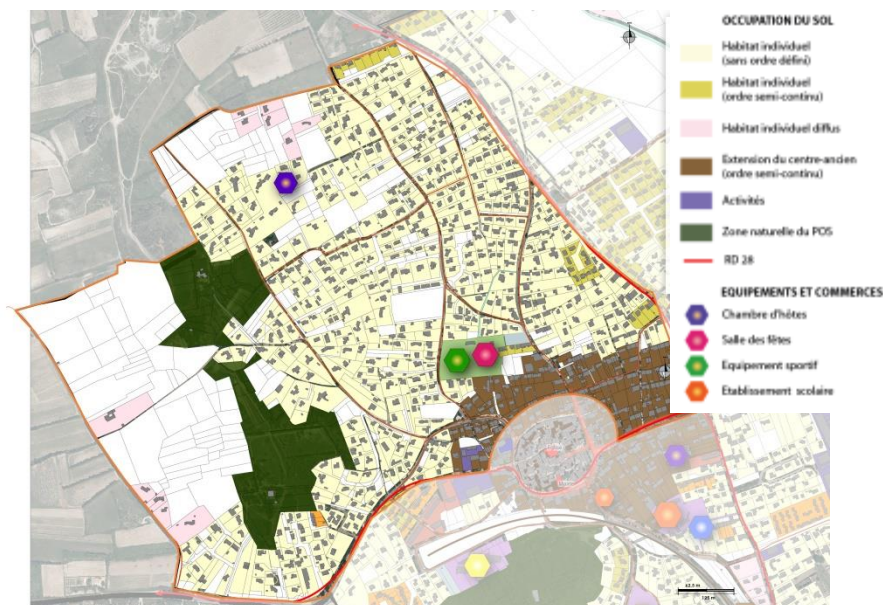 OCCUPATION DU SOL
Habitat individuel
(sans ordre défini)
Habitat individuel
(ordre semi-continu)
Habitat individuel diffus
Extension du centre-ancien
(ordre semi-continu)
Activités
Zone naturelle du POS
RD 28
EQUIPEMENTS ET COMMERCES
Chambre d'hôtes
Salle des fêtes
Equipement sportif
Etablissement scolaire
62.5 m
125 m